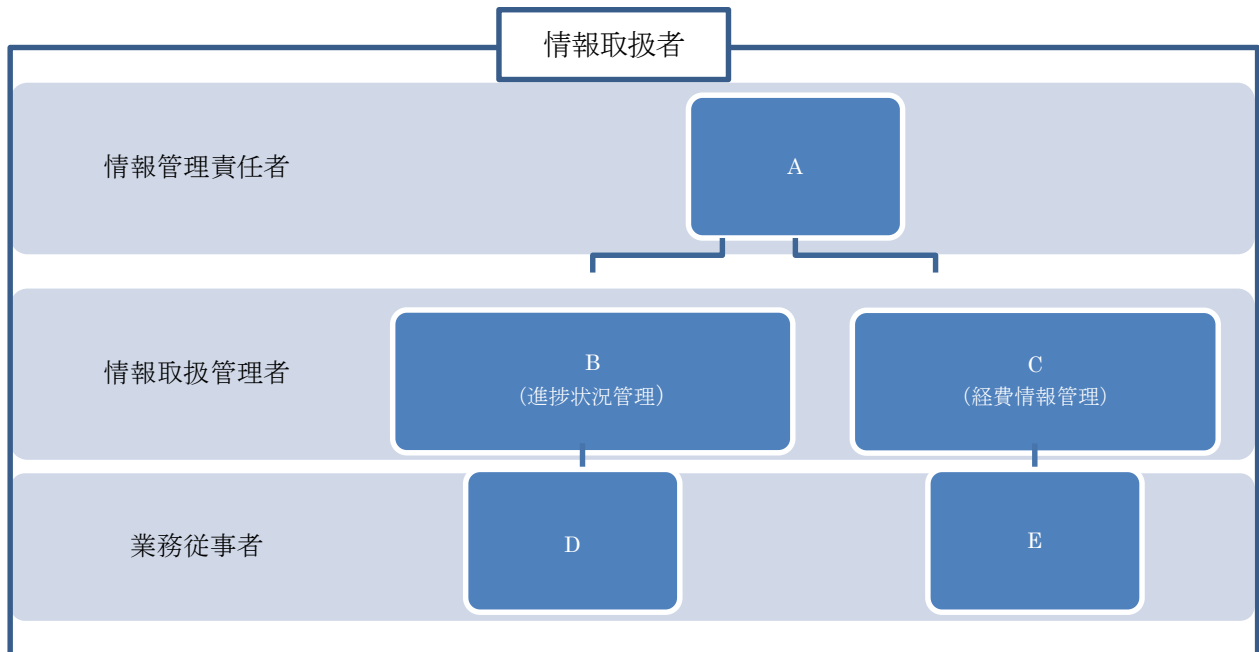 情報取扱者
情報管理責任者
A
情報取扱管理者
B
(進捗状況管理)
C
(経費情報管理)
業務従事者
D
E